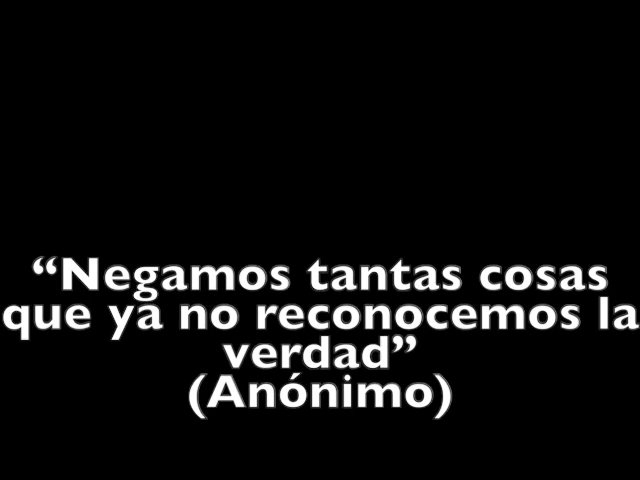 “Negamos tantas cosas
que ya no reconocemos la
verdad”
(Anónimo)